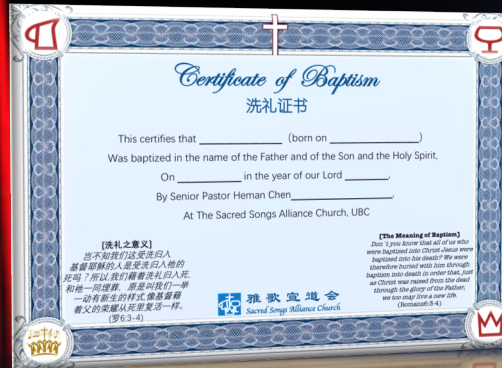 Certificate of Baptism
洗礼证书
This certifies that (born on )
Was baptized in the name of the Father and of the Son and the Holy Spirit,
On in the year of our Lord ,
By Senior Pastor Heman Chen ,
At The Sacred Songs Alliance Church, UBC
[洗礼之意义]
岂不知我们这受洗归入
基督耶稣的人是受洗归入祂的
死吗？所以,我们藉着洗礼归入死,
和祂一同埋葬，原是叫我们一举
一动有新生的样式,像基督藉
着父的荣耀从死里复活一样。
(罗6:3-4)
[The Meaning of Baptism]
Don't you know that all of us who
were baptized into Christ Jesus were
baptized into his death? We were
therefore buried with him through
baptism into death in order that, just
as Christ was raised from the dead
through the glory of the Father,
we too may live a new life.
(Romans6:3-4)
雅歌宣道会
Sacred Songs Alliance Church